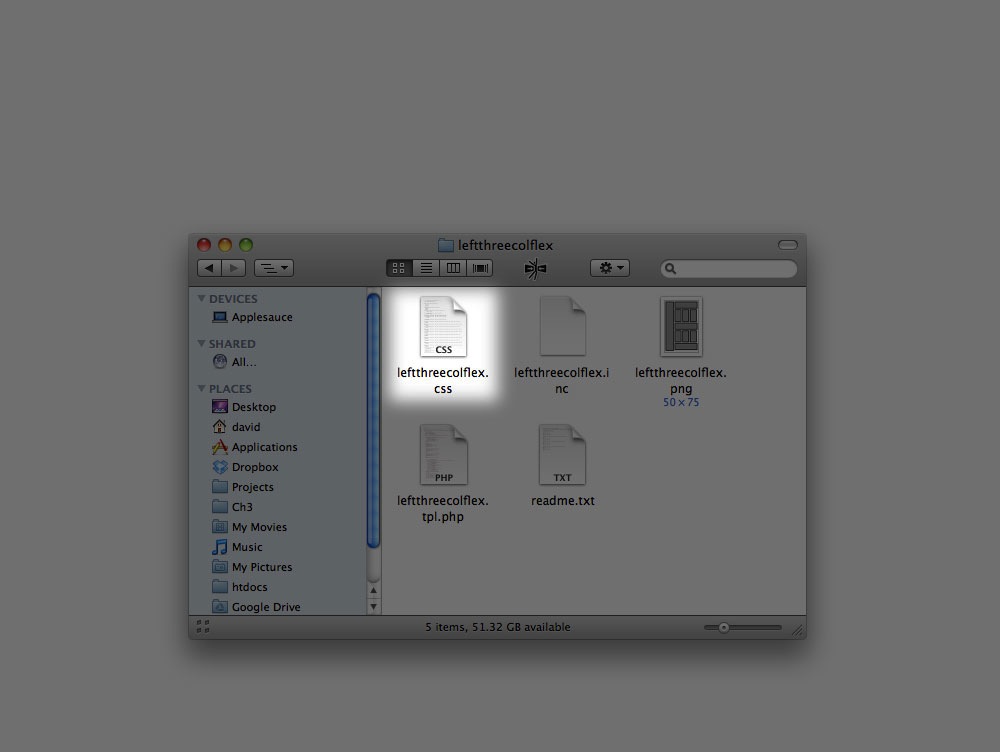 leftthreecolflex
DEVICES
Applesauce
SHARED
All...
PLACES
Desktop
david
Applications
Dropbox
Projects
Ch3
My Movies
Music
My Pictures
htdocs
Google Drive
CSS
leftthreecolflex.
css
leftthreecolflex.i
nc
leftthreecolflex.
png
50 × 75
PHP
leftthreecolflex.
tpl.php
TXT
readme.txt
5 items, 51.32 GB available